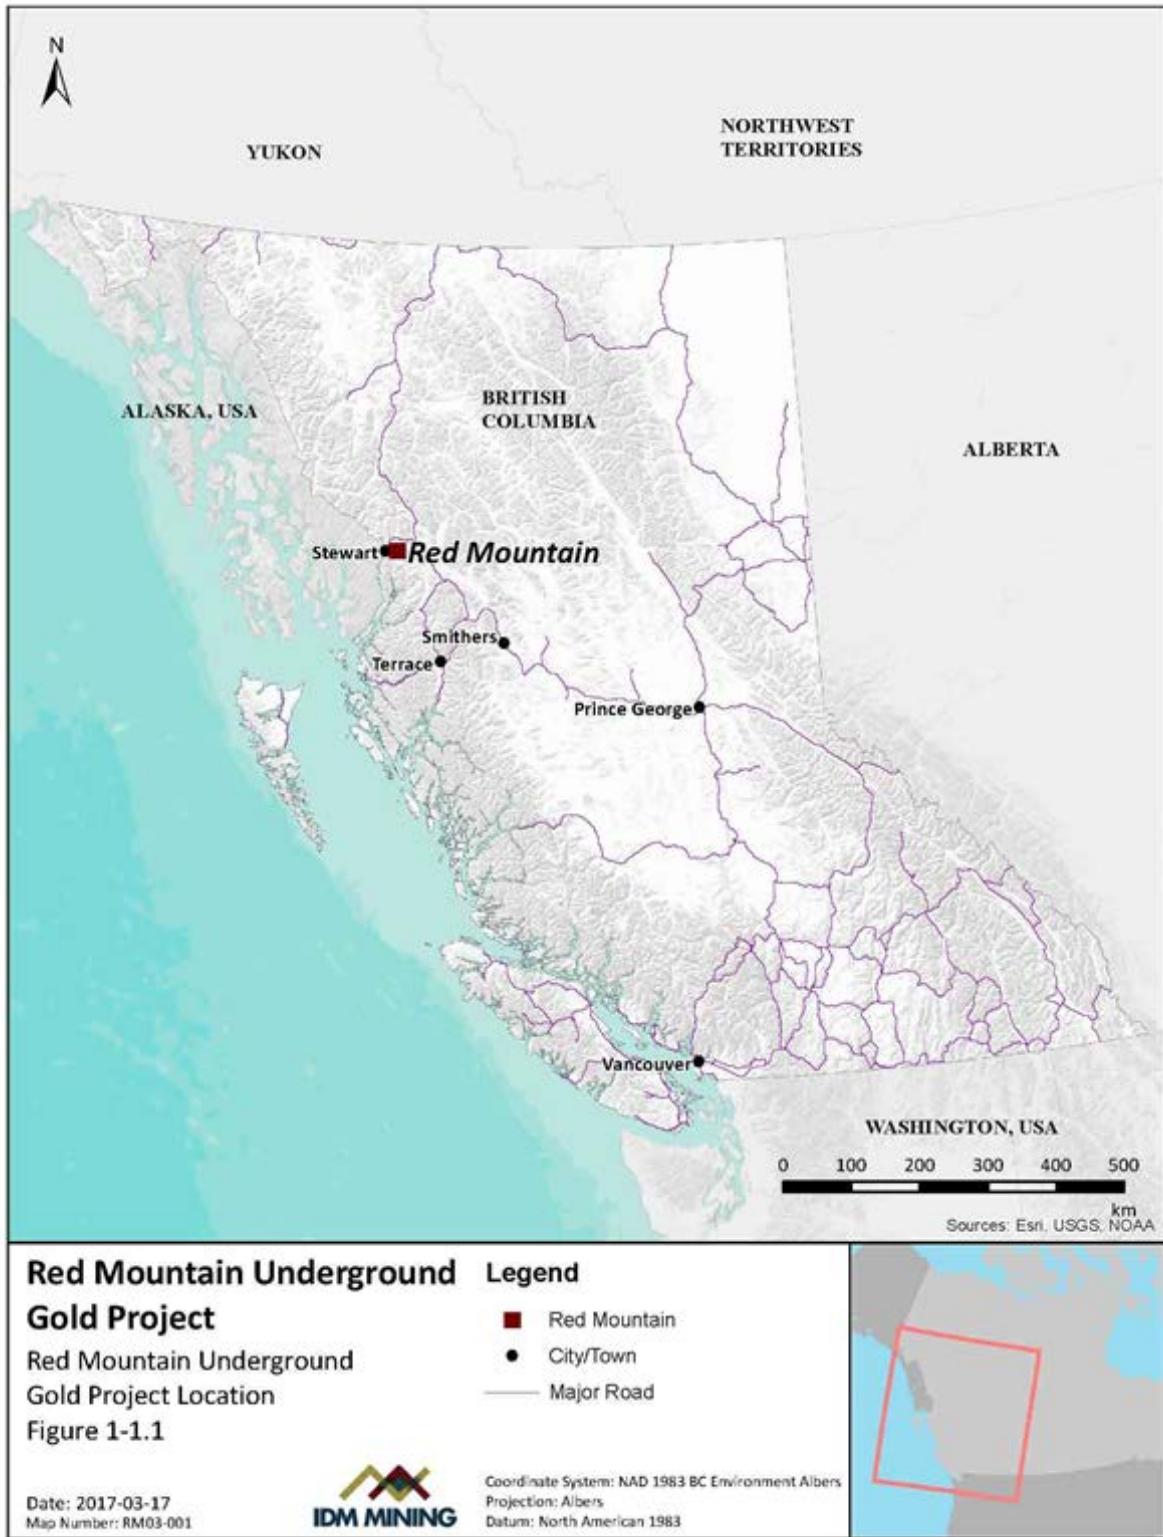 N
YUKON
NORTHWEST
TERRITORIES
ALASKA, USA
BRITISH
COLUMBIA
ALBERTA
Stewart
Red Mountain
Smithers
Terrace
Prince George
Vancouver
WASHINGTON, USA
0 100 200 300 400 500
km
Sources: Esri, USGS, NOAA
Red Mountain Underground
Gold Project
Red Mountain Underground
Gold Project Location
Figure 1-1.1
Date: 2017-03-17
Map Number: RM03-001
IDM MINING
Legend
Red Mountain
City/Town
Major Road
Coordinate System: NAD 1983 BC Environment Albers
Projection: Albers
Datum: North American 1983